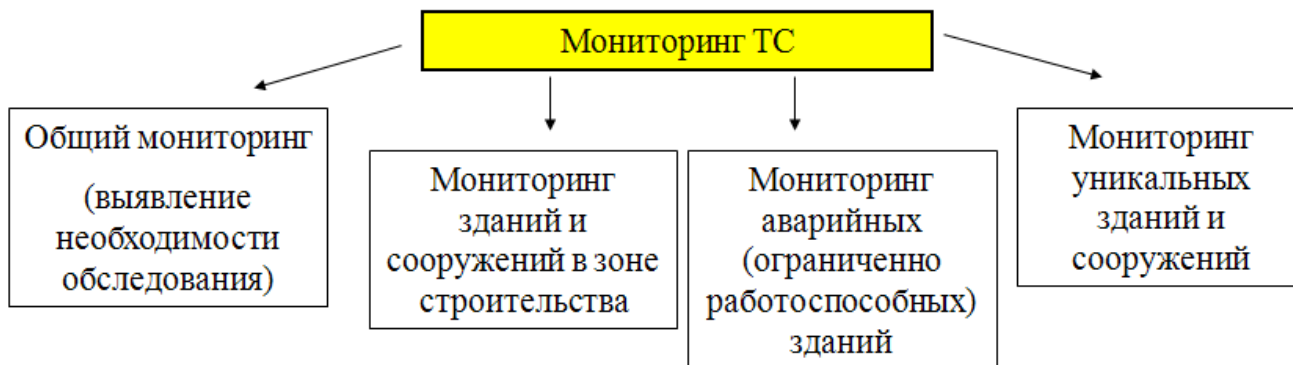 Мониторинг ТС
Общий мониторинг
(выявление
необходимости
обследования)
Мониторинг
зданий и
сооружений в зоне
строительства
Мониторинг
аварийных
(ограниченно
работоспособных)
зданий
Мониторинг
уникальных
зданий и
сооружений